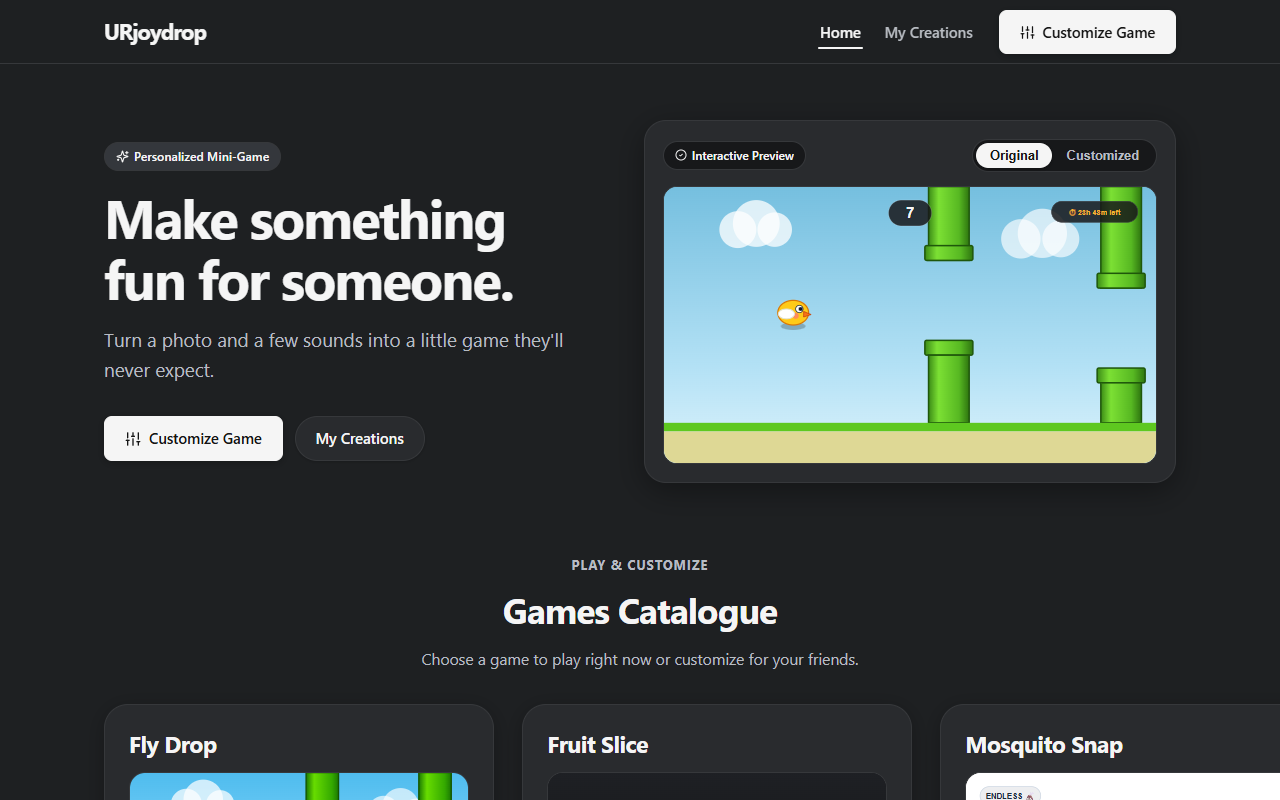 URjoydrop
Home
My Creations
Customize Game
Personalized Mini-Game
Make something
fun for someone.
Turn a photo and a few sounds into a little game they'll
never expect.
Customize Game
My Creations
Interactive Preview
Original
Customized
7
23h 43m left
PLAY & CUSTOMIZE
Games Catalogue
Choose a game to play right now or customize for your friends.
Fly Drop
Fruit Slice
Mosquito Snap
ENDLESS